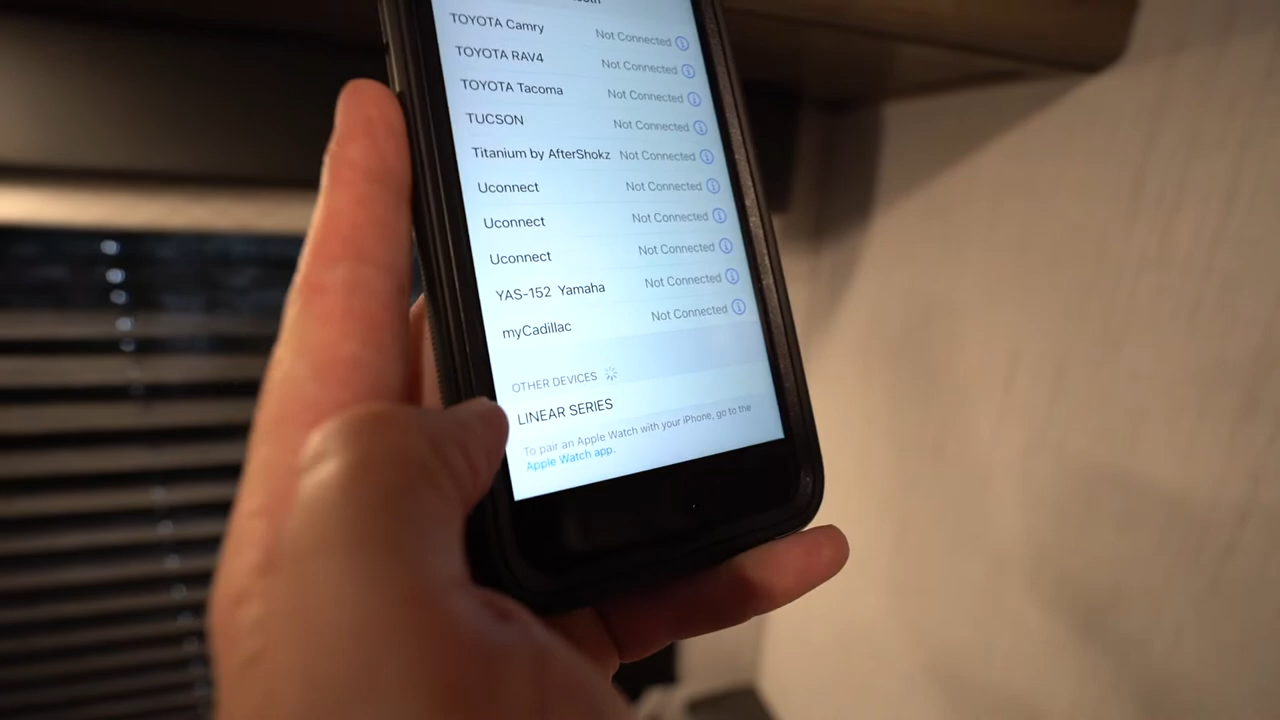 TOYOTA Camry Not Connected
TOYOTA RAV4 Not Connected
TOYOTA Tacoma Not Connected
TUCSON Not Connected
Titanium by AfterShokz Not Connected
Uconnect Not Connected
Uconnect Not Connected
Uconnect Not Connected
YAS-152 Yamaha Not Connected
myCadillac Not Connected
OTHER DEVICES
LINEAR SERIES
To pair an Apple Watch with your iPhone, go to the
Apple Watch app.